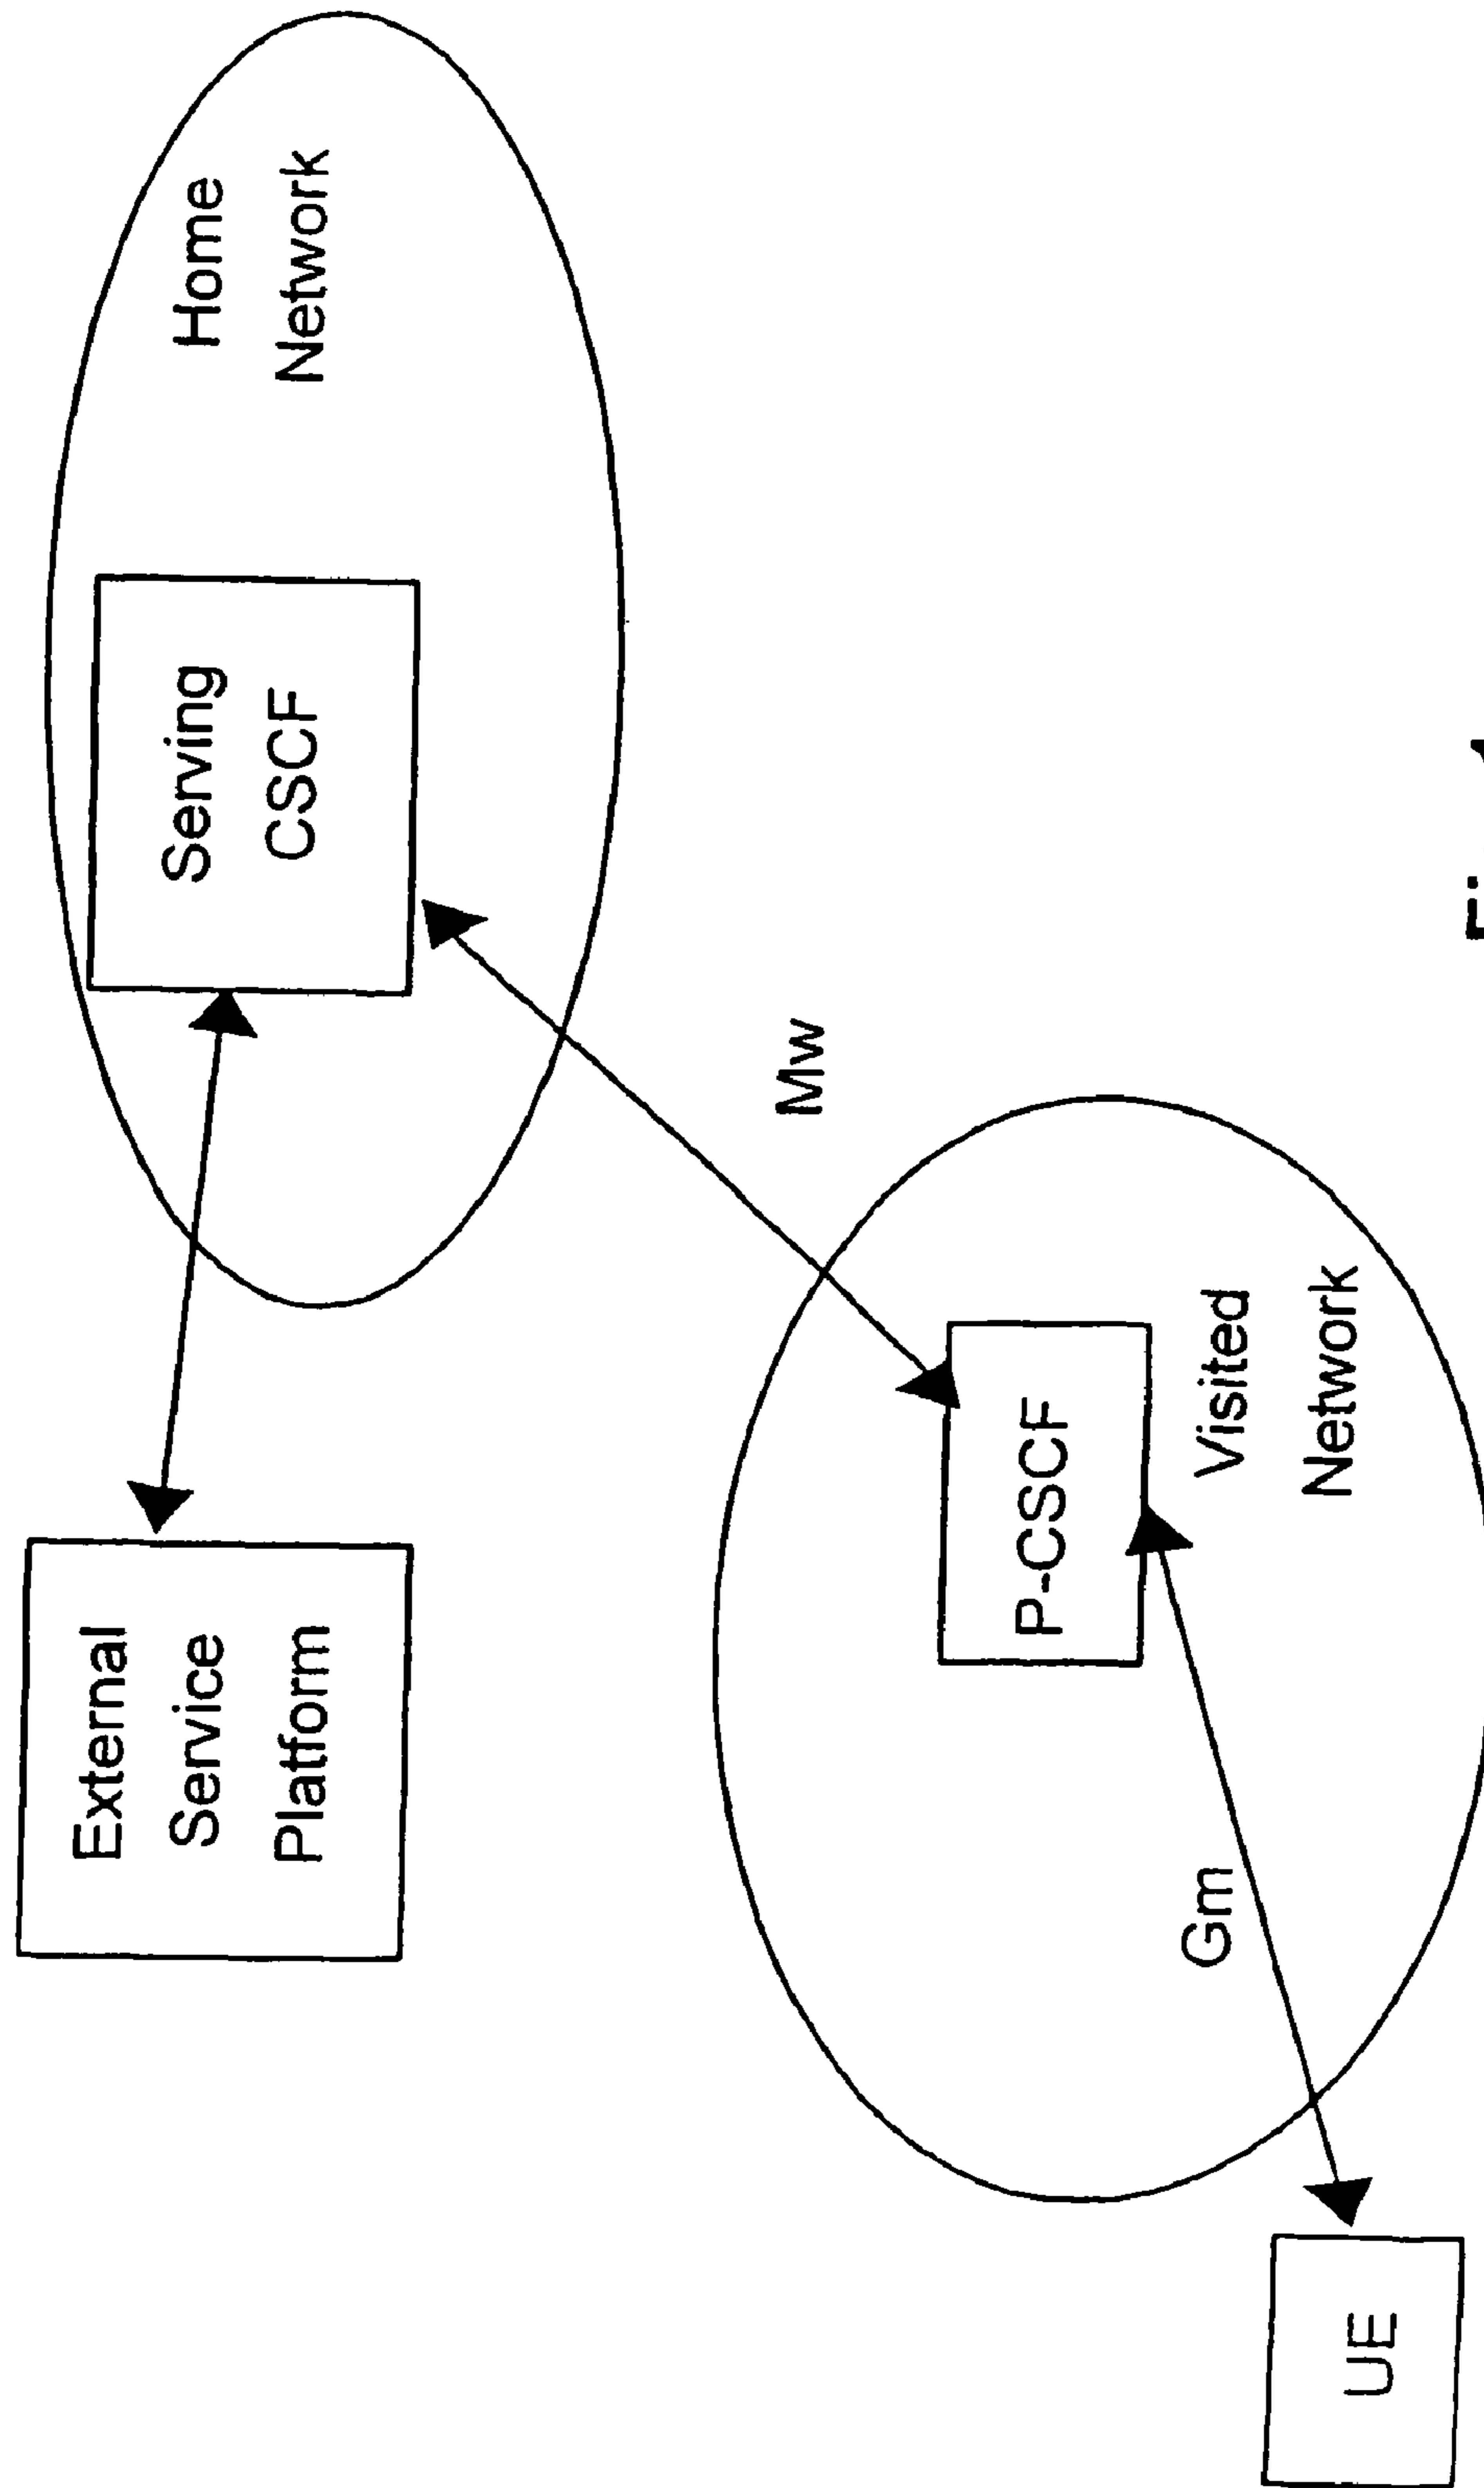 External
Service
Platform
Serving
CSCF
Home
Network
Mw
P-CSCF
Visited
Network
Gm
UE